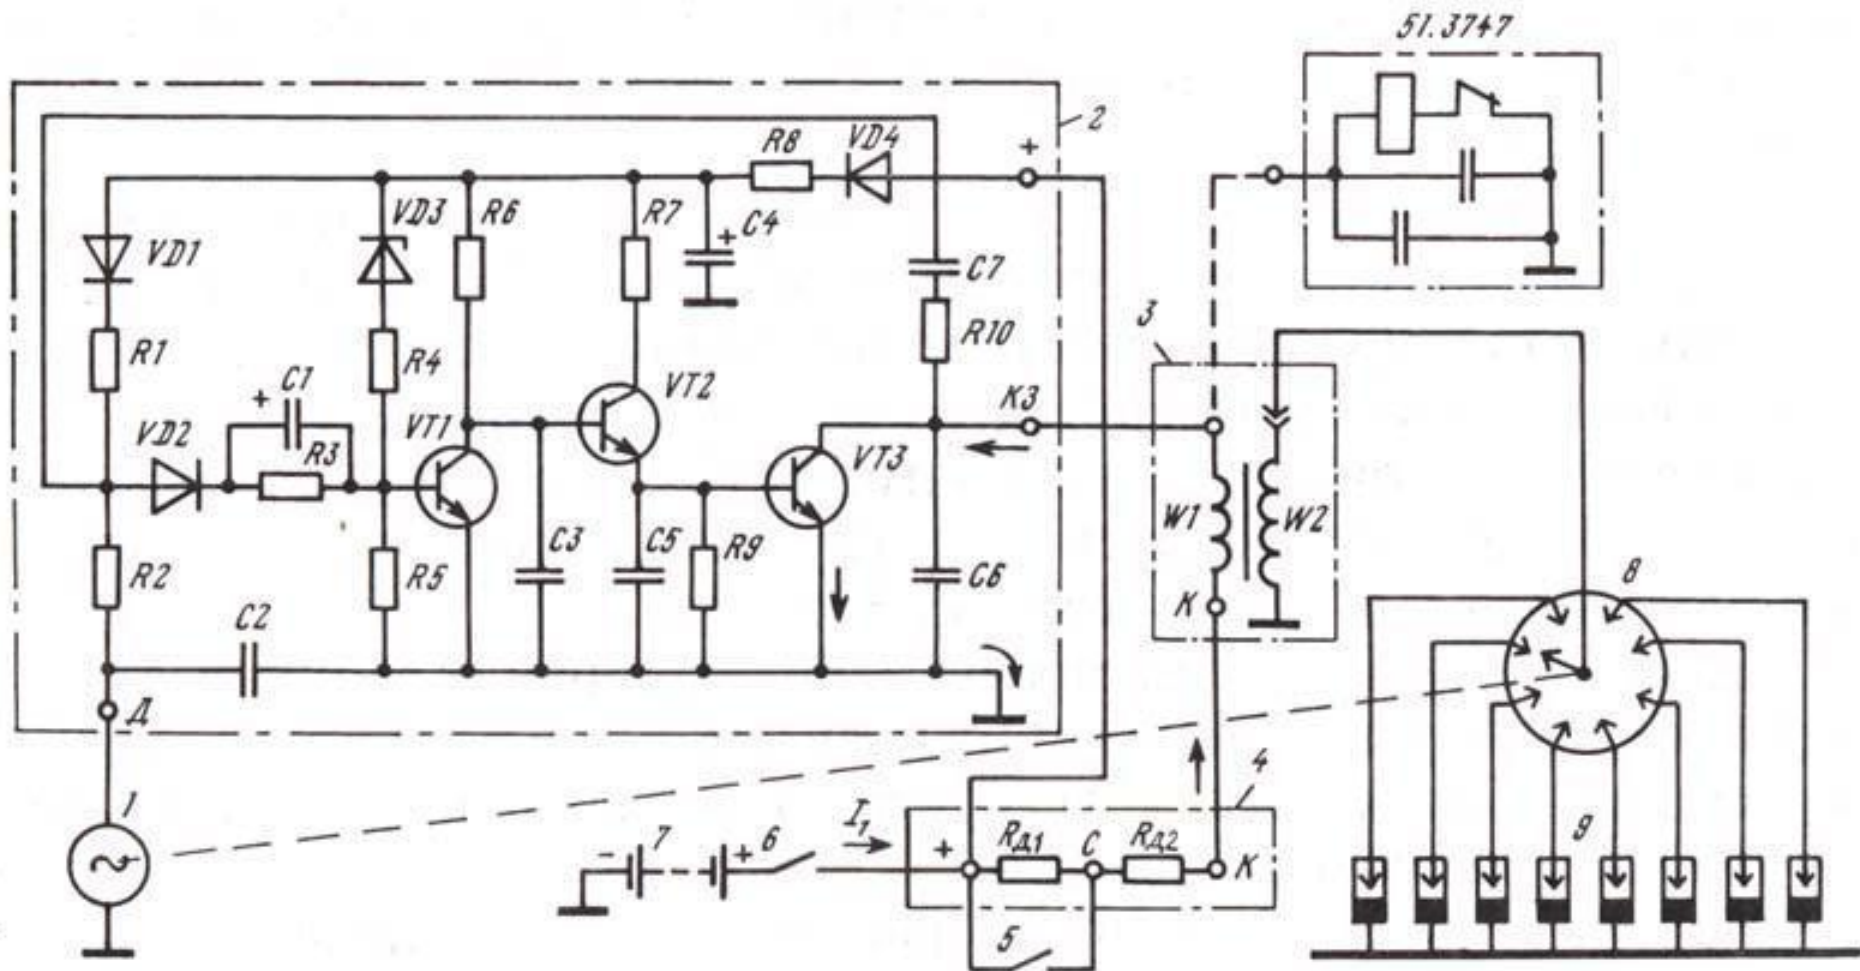 51.3747
2
+
R8
VD4
VD3
R6
R7
+
C4
VD1
C7
3
R1
R4
C1
+
VT2
R10
VD2
R3
VT1
К3
VT3
W1
W2
R2
C2
R5
C3
C5
R9
C6
К
8
Д
4
1
I₁
-
7
+
6
+
RД1
C
RД2
К
9
5